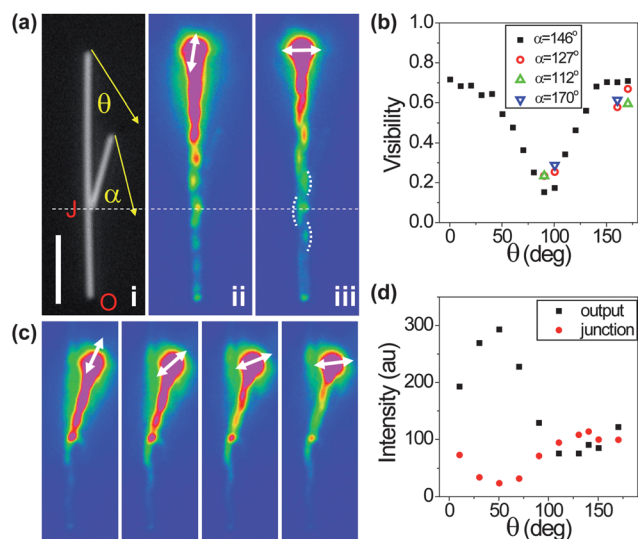 (a)
θ
α
J
O
i
ii
iii
(b)
1.0
0.8
0.6
0.4
0.2
0.0
Visibility
α=146°
α=127°
α=112°
α=170°
0 50 100 150
θ (deg)
(c)
(d)
300
200
100
0
Intensity (au)
output
junction
0 50 100 150
θ (deg)